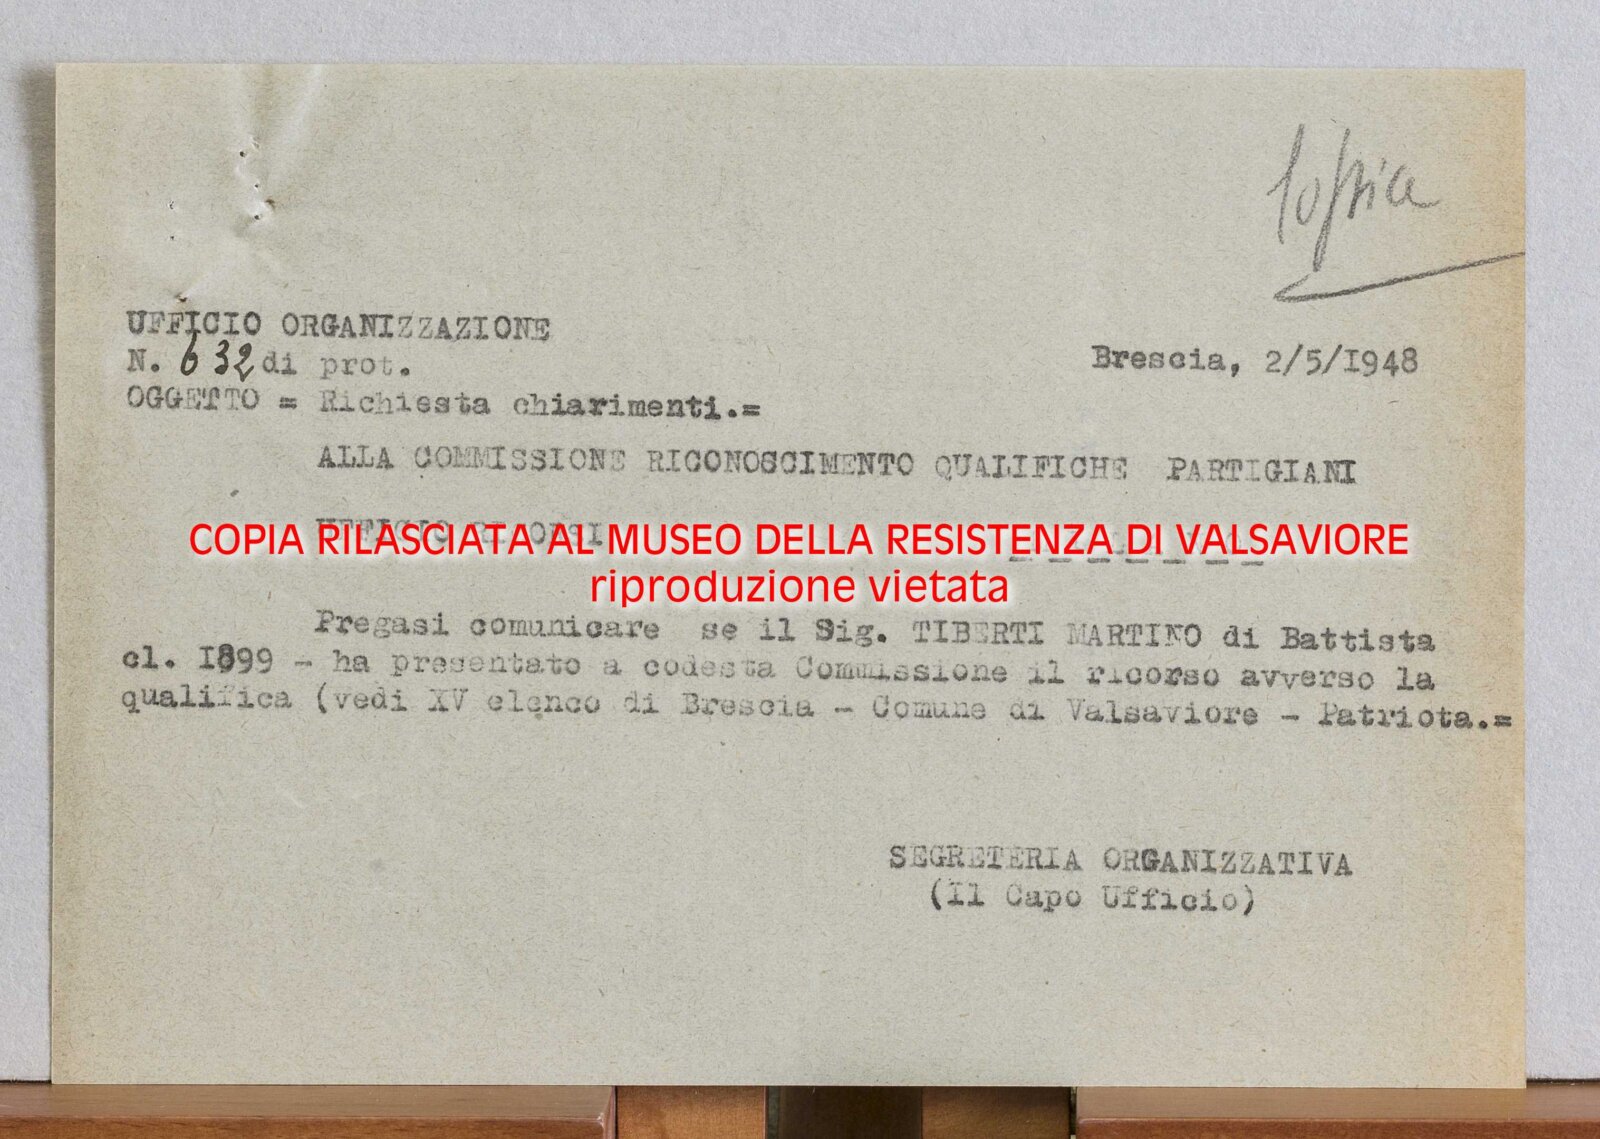 copia
UFFICIO ORGANIZZAZIONE
N. 632 di prot.
Brescia, 2/5/1948
OGGETTO = Richiesta chiarimenti.=
ALLA COMMISSIONE RICONOSCIMENTO QUALIFICHE PARTIGIANI
UFFICIO RICORSI
COPIA RILASCIATA AL MUSEO DELLA RESISTENZA DI VALSAVIORE
riproduzione vietata
Pregasi comunicare se il Sig. TIBERTI MARTINO di Battista
cl. 1899 - ha presentato a codesta Commissione il ricorso avverso la
qualifica (vedi XV elenco di Brescia - Comune di Valsaviore - Patriota.=
SEGRETERIA ORGANIZZATIVA
(Il Capo Ufficio)